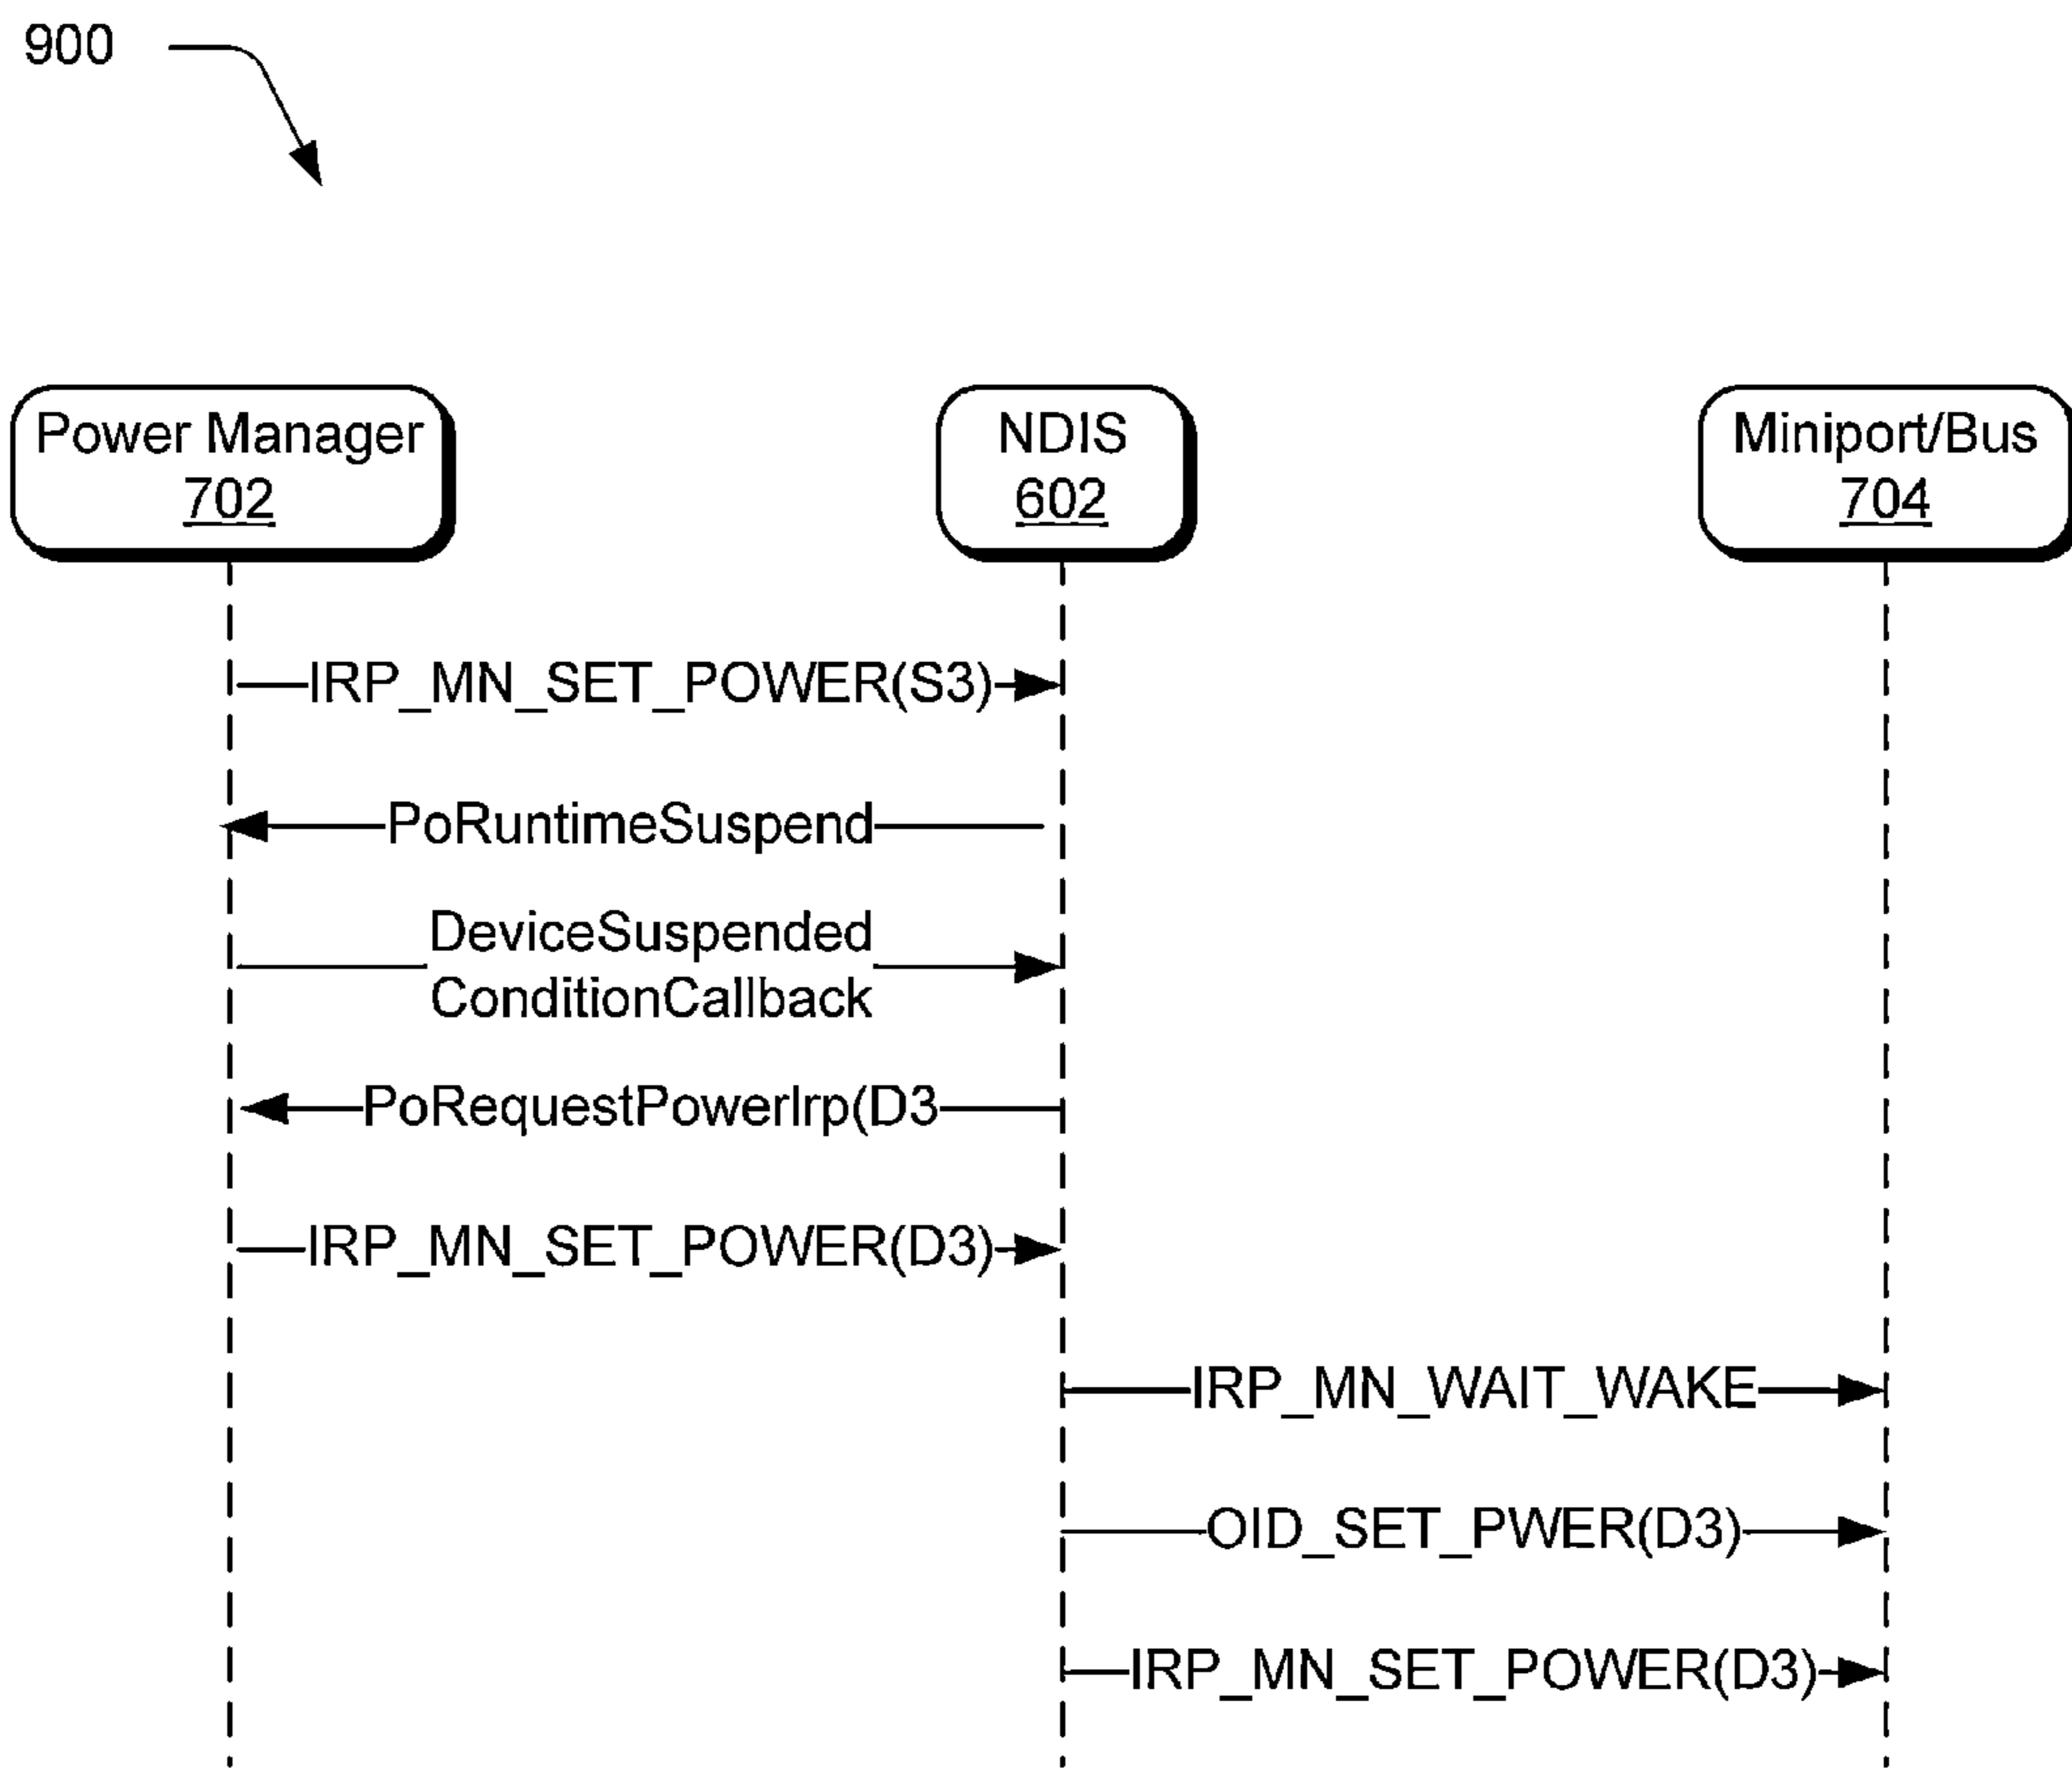 900
Power Manager
702
NDIS
602
Miniport/Bus
704
IRP_MN_SET_POWER(S3)
PoRuntimeSuspend
DeviceSuspended
ConditionCallback
PoRequestPowerIrp(D3
IRP_MN_SET_POWER(D3)
IRP_MN_WAIT_WAKE
OID_SET_PWER(D3)
IRP_MN_SET_POWER(D3)